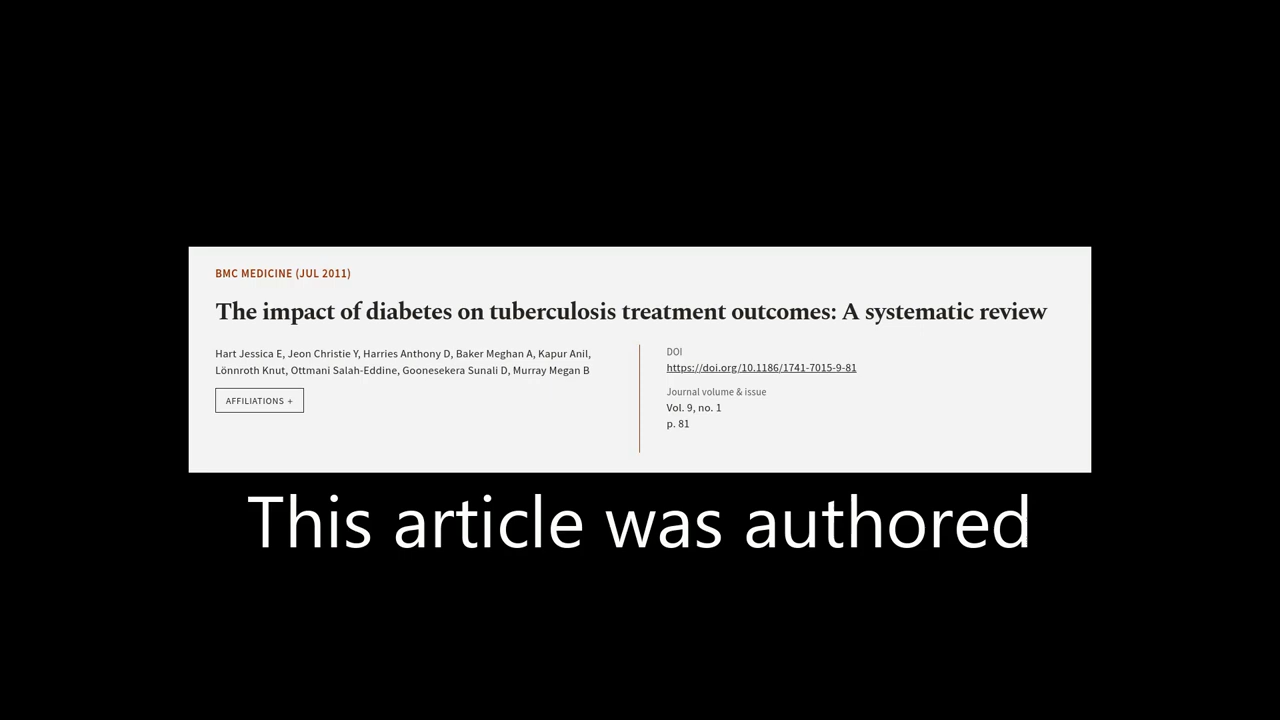 BMC MEDICINE (JUL 2011)
The impact of diabetes on tuberculosis treatment outcomes: A systematic review
Hart Jessica E, Jeon Christie Y, Harries Anthony D, Baker Meghan A, Kapur Anil,
Lönnroth Knut, Ottmani Salah-Eddine, Goonesekera Sunali D, Murray Megan B
AFFILIATIONS +
DOI
https://doi.org/10.1186/1741-7015-9-81
Journal volume & issue
Vol. 9, no. 1
p. 81
This article was authored